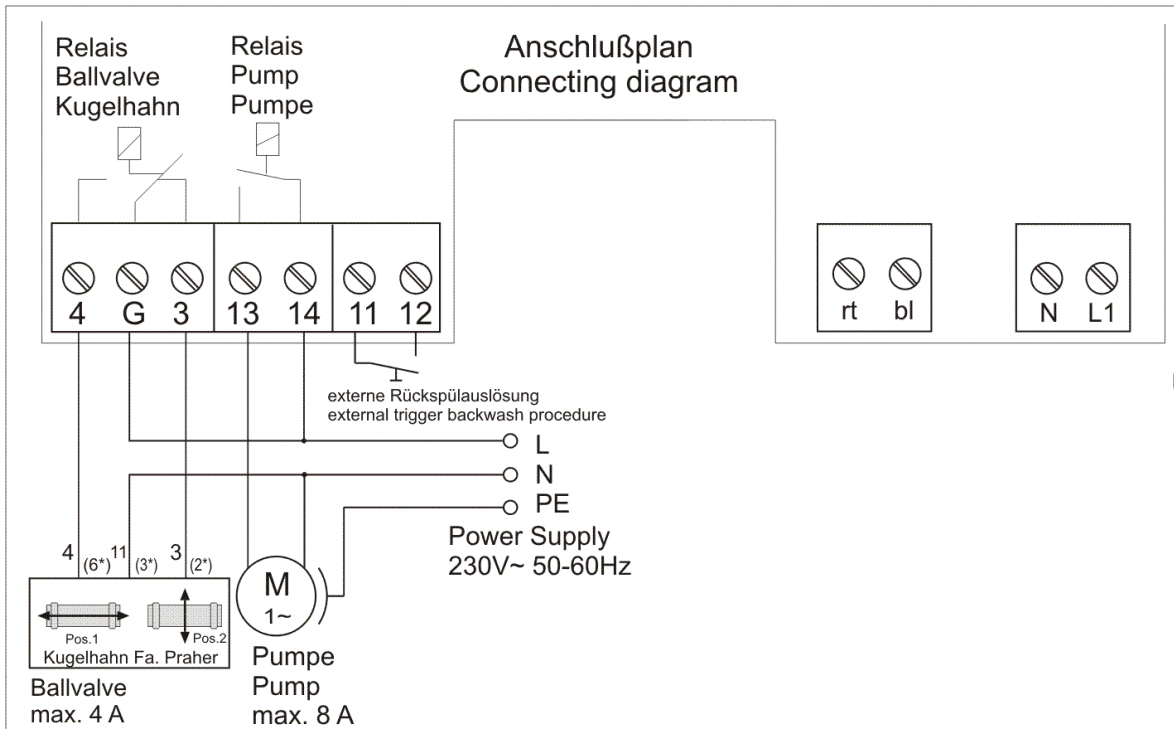 Anschlußplan
Connecting diagram
Relais
Ballvalve
Kugelhahn
Relais
Pump
Pumpe
4 G 3 13 14 11 12
rt bl
N L1
externe Rückspülauslösung
external trigger backwash procedure
L
N
PE
Power Supply
230V~ 50-60Hz
4 (6*) 11 (3*) 3 (2*)
Pos.1 Pos.2
Kugelhahn Fa. Praher
Ballvalve
max. 4 A
M
1~
Pumpe
Pump
max. 8 A